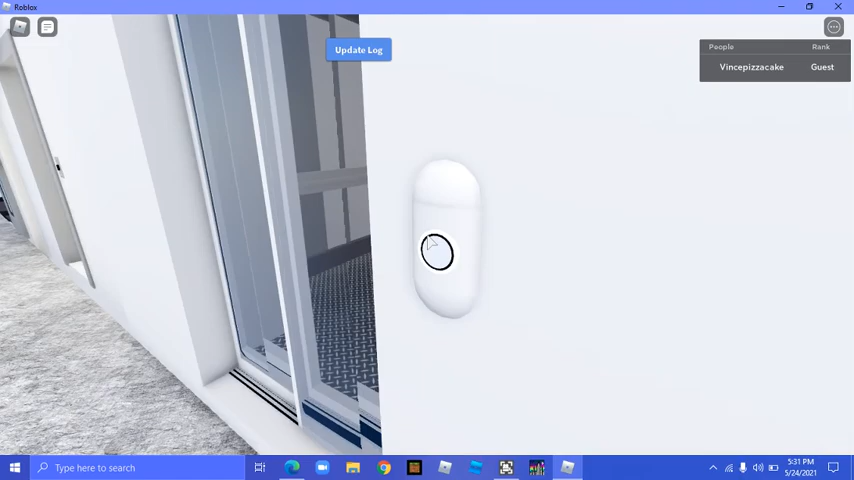 Roblox
Update Log
People Rank
Vincepizzacake Guest
Type here to search
5:31 PM
5/24/2021